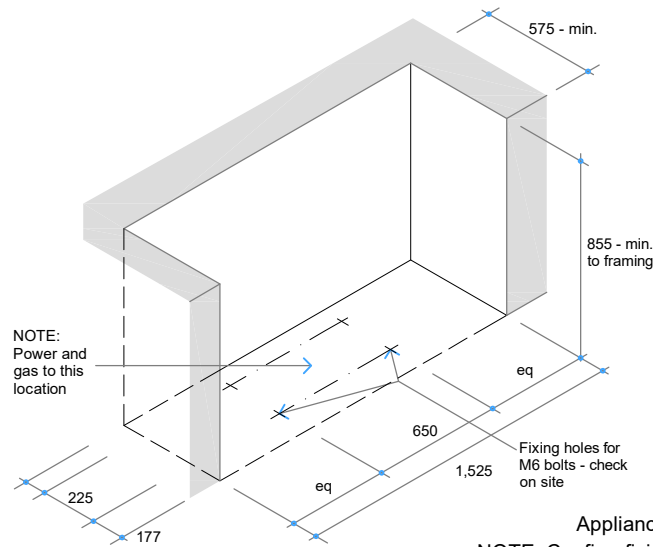 575 - min.
855 - min.
to framing
NOTE:
Power and
gas to this
location
eq
650
Fixing holes for
M6 bolts - check
on site
1,525
eq
225
177